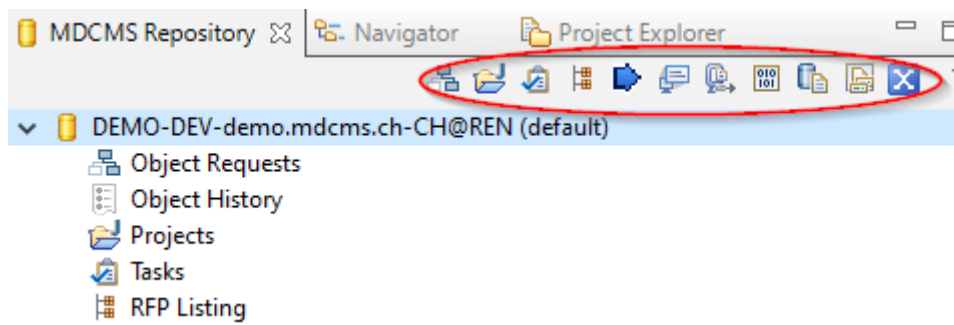 MDCMS Repository Navigator Project Explorer
DEMO-DEV-demo.mdcms.ch-CH@REN (default)
Object Requests
Object History
Projects
Tasks
RFP Listing